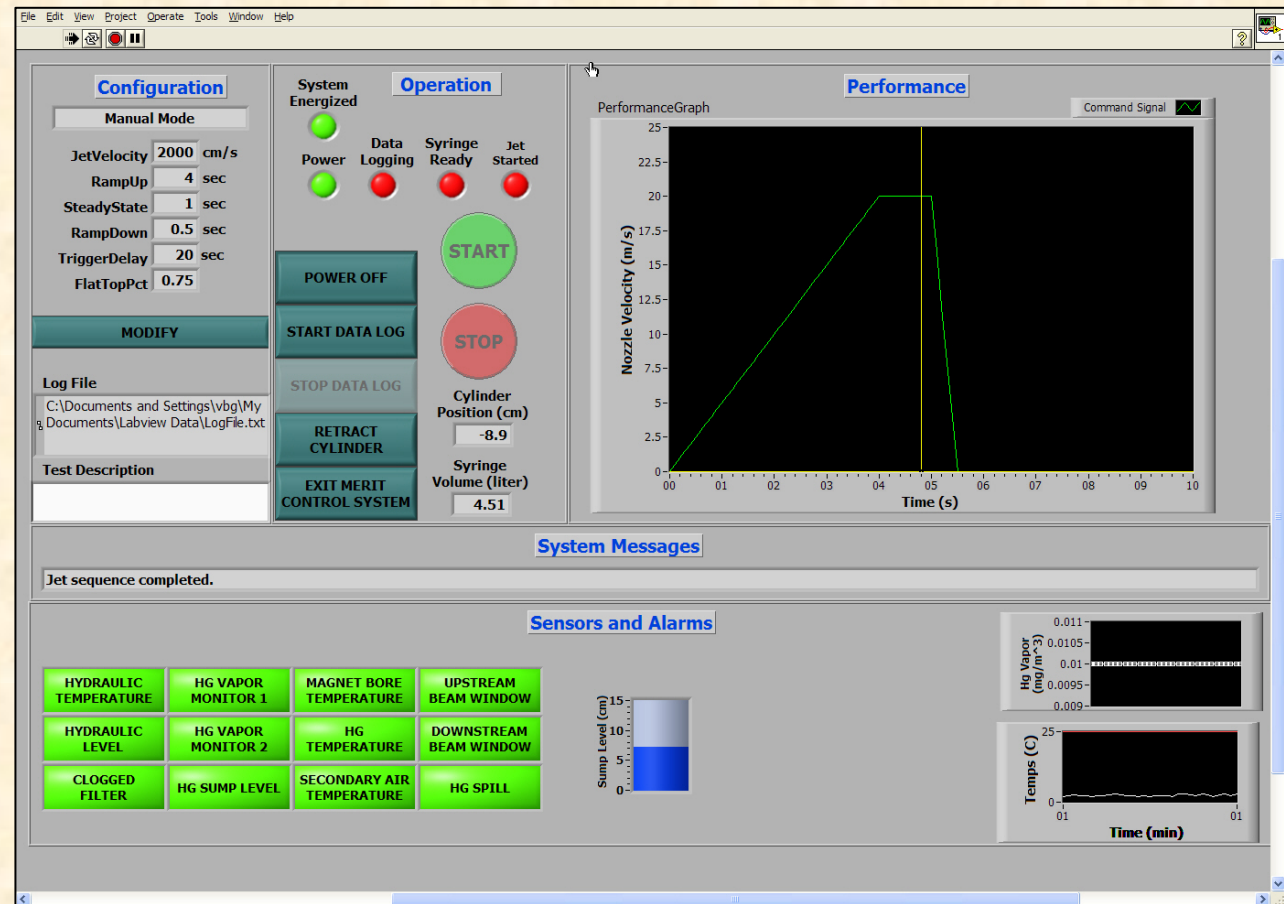 File Edit View Project Operate Tools Window Help
?
1
Configuration
Manual Mode
JetVelocity 2000 cm/s
RampUp 4 sec
SteadyState 1 sec
RampDown 0.5 sec
TriggerDelay 20 sec
FlatTopPct 0.75
MODIFY
Log File
C:\Documents and Settings\vbg\My
Documents\Labview Data\LogFile.txt
Test Description
Operation
System
Energized
Power
Data
Logging
Syringe
Ready
Jet
Started
POWER OFF
START DATA LOG
STOP DATA LOG
RETRACT
CYLINDER
EXIT MERIT
CONTROL SYSTEM
START
STOP
Cylinder
Position (cm)
-8.9
Syringe
Volume (liter)
4.51
Performance
PerformanceGraph
Command Signal
Nozzle Velocity (m/s)
25
22.5
20
17.5
15
12.5
10
7.5
5
2.5
0
00 01 02 03 04 05 06 07 08 09 10
Time (s)
System Messages
Jet sequence completed.
Sensors and Alarms
HYDRAULIC
TEMPERATURE
HG VAPOR
MONITOR 1
MAGNET BORE
TEMPERATURE
UPSTREAM
BEAM WINDOW
HYDRAULIC
LEVEL
HG VAPOR
MONITOR 2
HG
TEMPERATURE
DOWNSTREAM
BEAM WINDOW
CLOGGED
FILTER
HG SUMP LEVEL
SECONDARY AIR
TEMPERATURE
HG SPILL
Sump Level (cm)
15
10
5
0
Hg Vapor
(mg/m^3)
0.011
0.0105
0.01
0.0095
0.009
Temps (C)
25
0
01 01
Time (min)